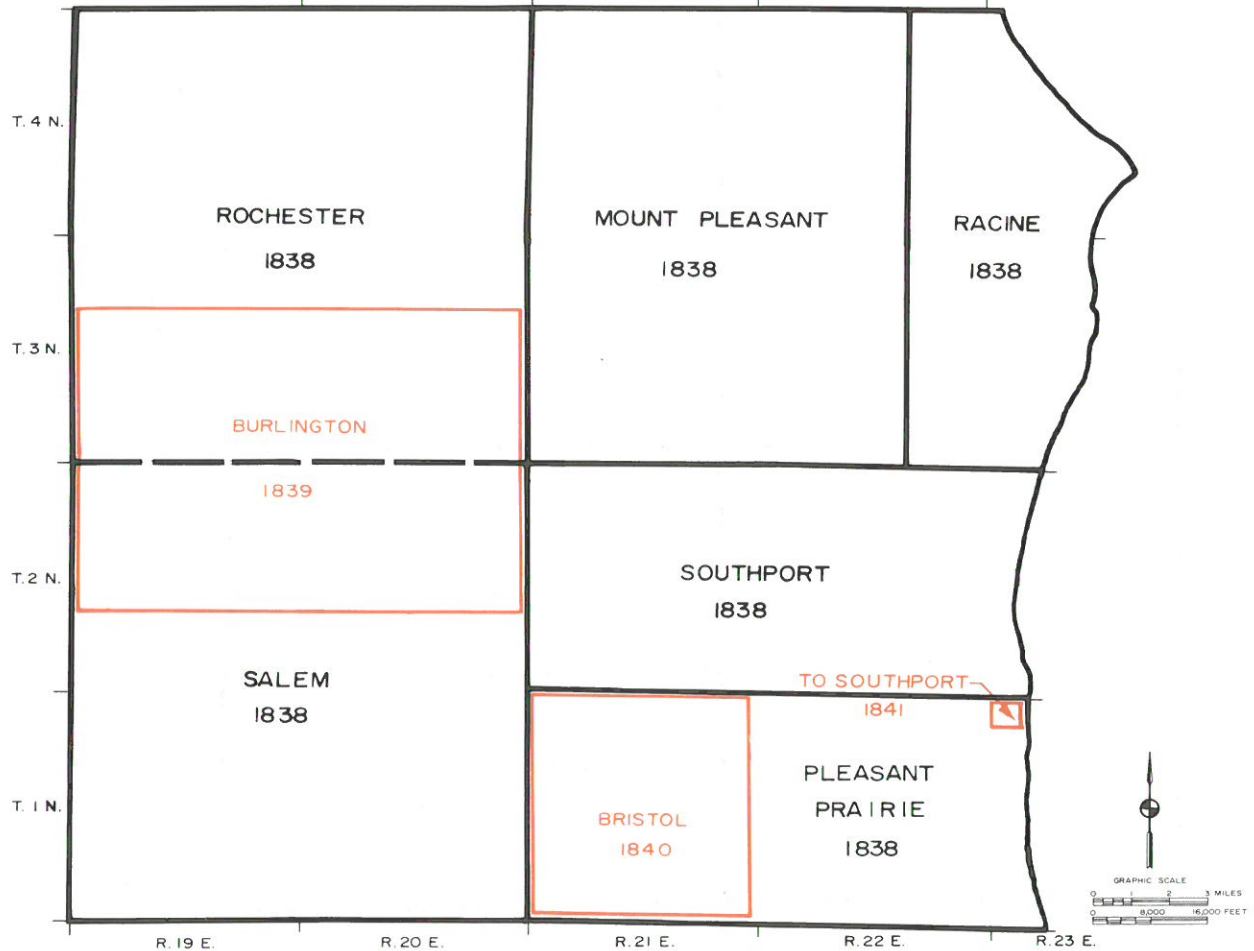 T. 4 N.
ROCHESTER
1838
MOUNT PLEASANT
1838
RACINE
1838
T. 3 N.
BURLINGTON
1839
T. 2 N.
SOUTHPORT
1838
SALEM
1838
TO SOUTHPORT
1841
T. 1 N.
BRISTOL
1840
PLEASANT
PRAIRIE
1838
GRAPHIC SCALE
0 1 2 3 MILES
0 8,000 16,000 FEET
R. 19 E. R. 20 E. R. 21 E. R. 22 E. R. 23 E.